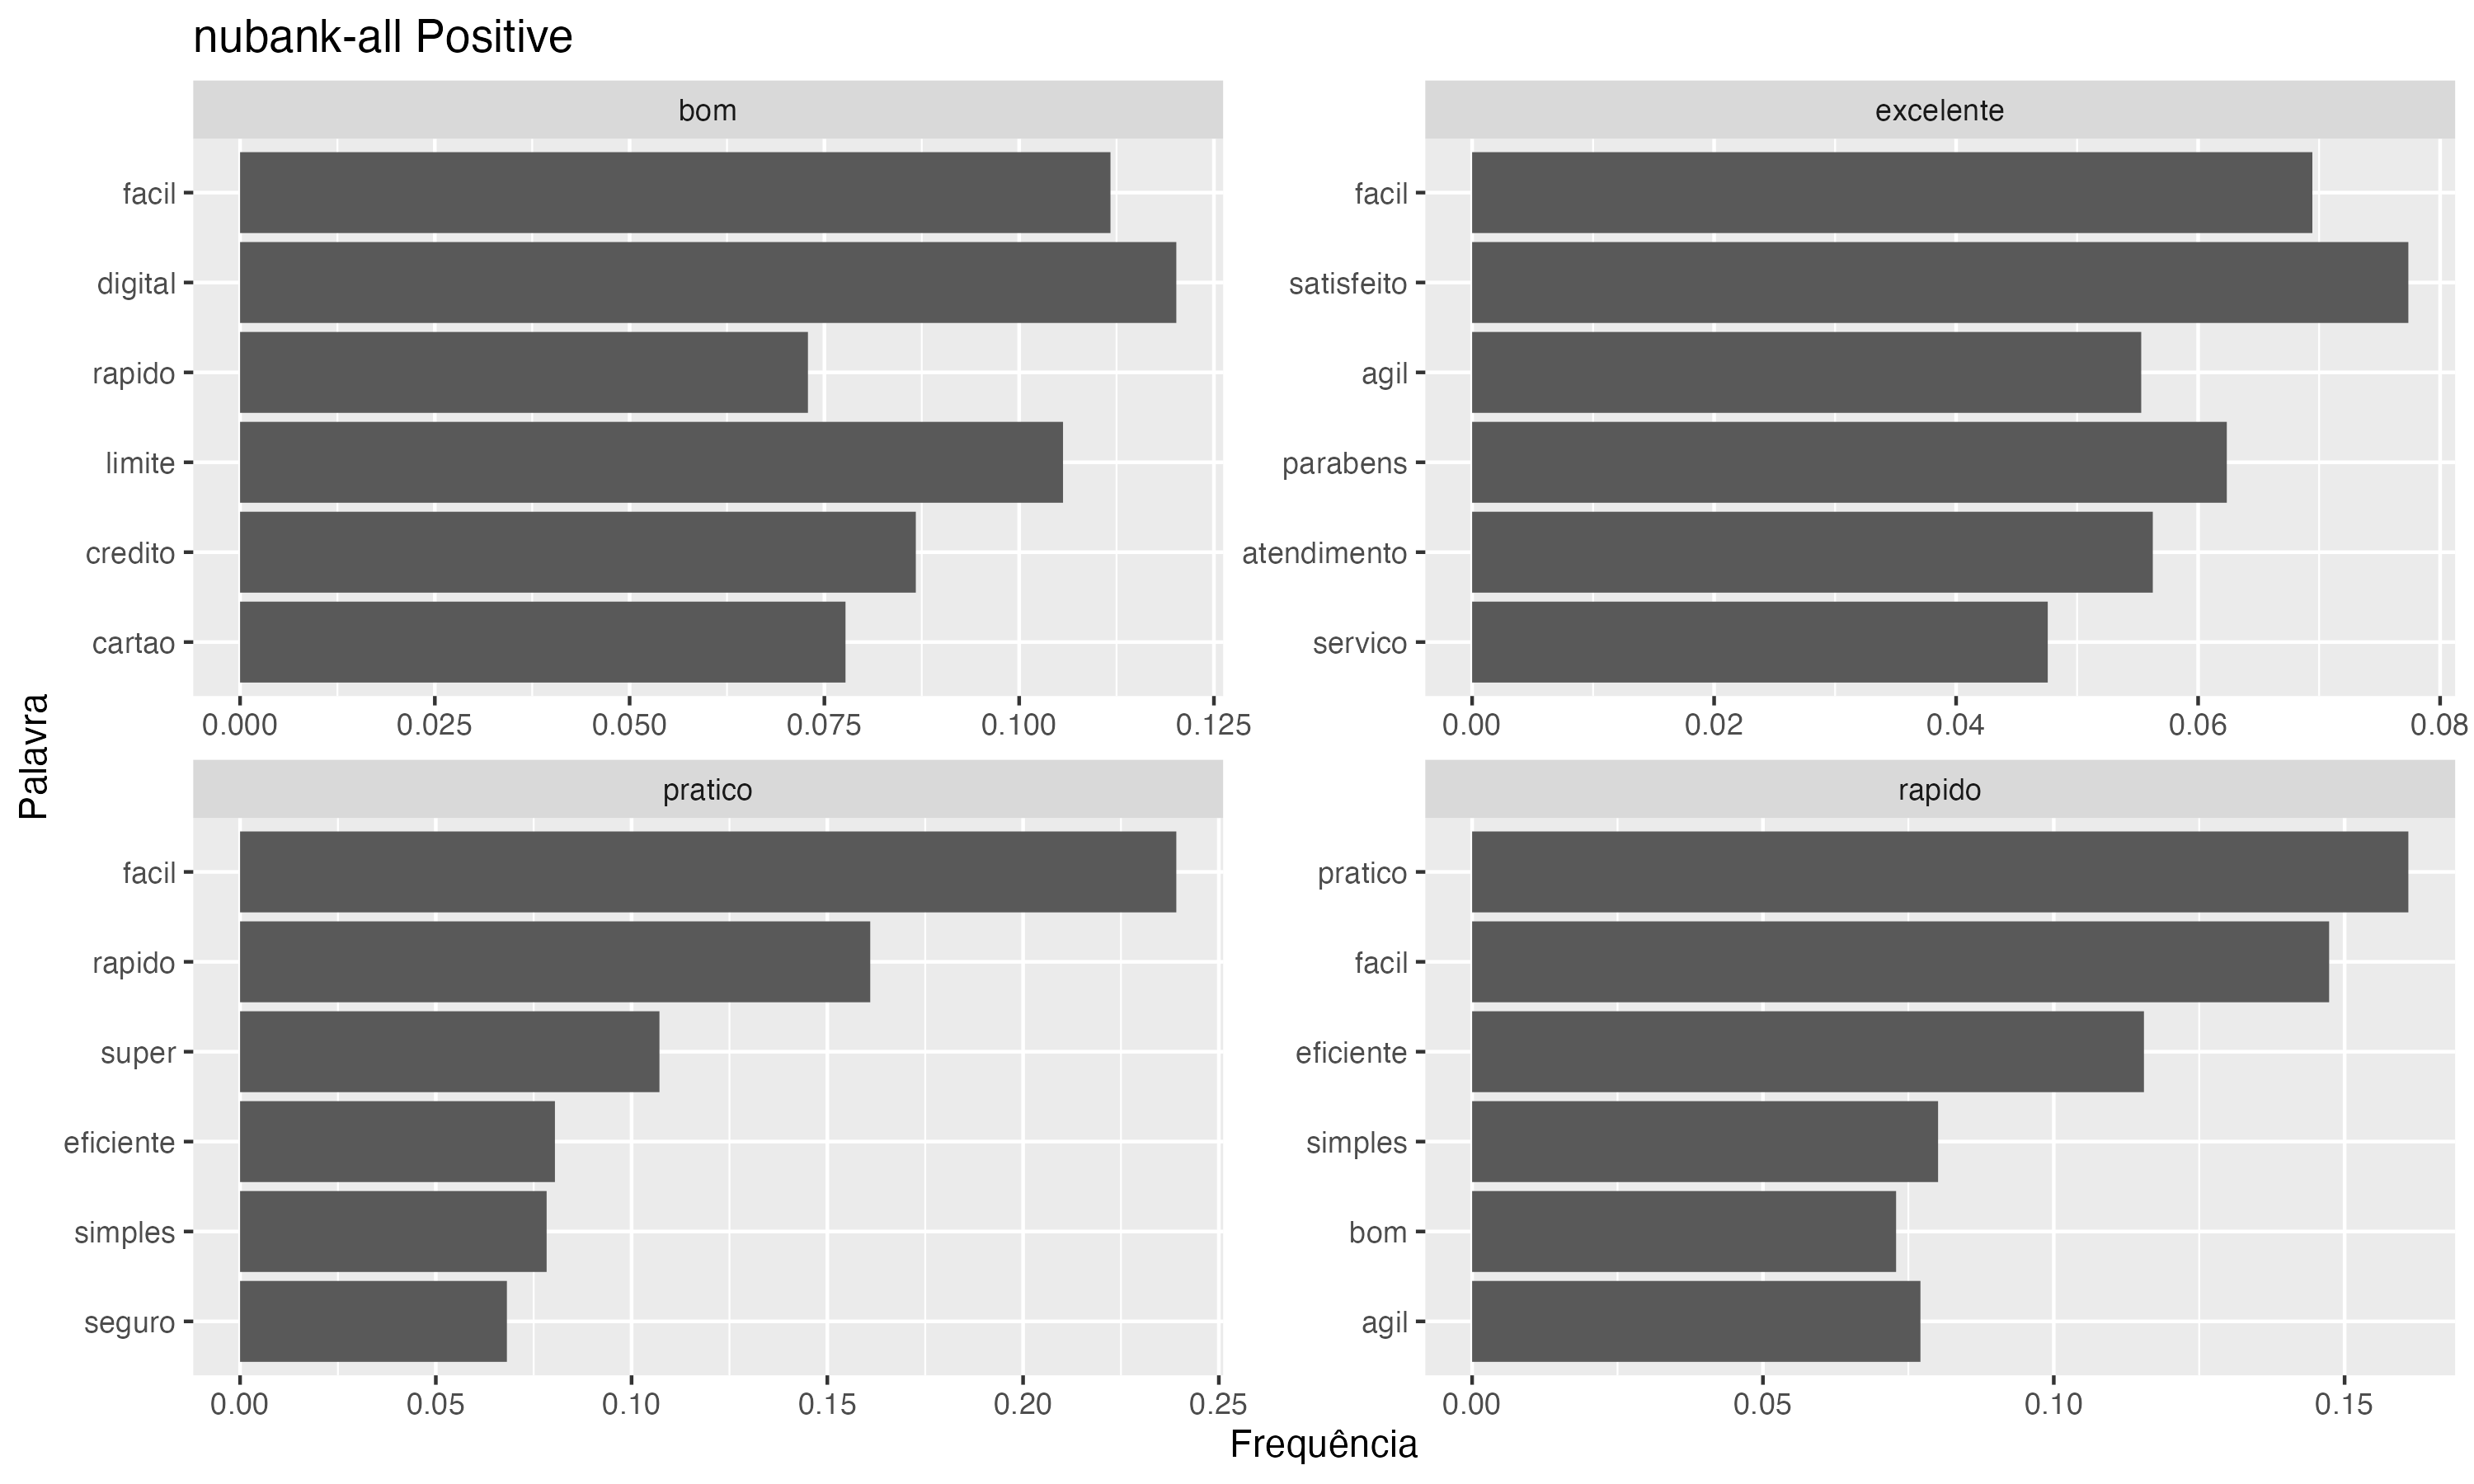 nubank-all Positive
bom
facil
digital
rapido
limite
credito
cartao
0.000 0.025 0.050 0.075 0.100 0.125
excelente
facil
satisfeito
agil
parabens
atendimento
servico
0.00 0.02 0.04 0.06 0.08
pratico
facil
rapido
super
eficiente
simples
seguro
0.00 0.05 0.10 0.15 0.20 0.25
rapido
pratico
facil
eficiente
simples
bom
agil
0.00 0.05 0.10 0.15
Palavra
Frequência